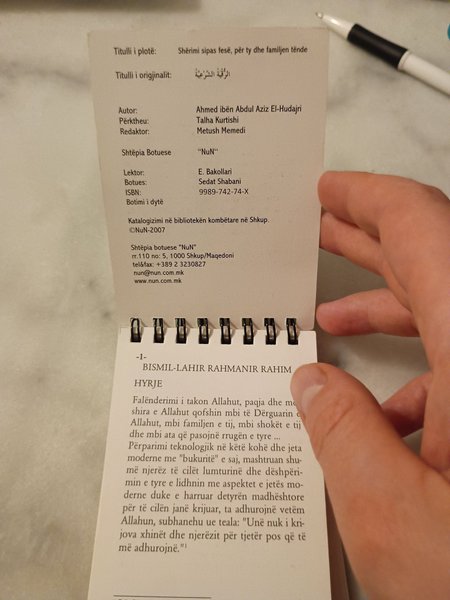 Titulli i plotë: Shërimi sipas fesë, për ty dhe familjen tënde
Titulli i origjinalit: الرُّقْيَةُ الشَّرْعِيَّةُ
Autor: Ahmed ibën Abdul Aziz El-Hudajri
Përktheu: Talha Kurtishi
Redaktor: Metush Memedi
Shtëpia Botuese "NuN"
Lektor: E. Bakollari
Botues: Sedat Shabani
ISBN: 9989-742-74-X
Botimi i dytë
Katalogizimi në bibliotekën kombëtare në Shkup.
©NuN-2007
Shtëpia botuese "NuN"
rr.110 no: 5, 1000 Shkup/Maqedoni
tel&fax: +389 2 3230827
nun@nun.com.mk
www.nun.com.mk
-1-
BISMIL-LAHIR RAHMANIR RAHIM
HYRJE
Falënderimi i takon Allahut, paqja dhe
shira e Allahut qofshin mbi të Dërguarin e
Allahut, mbi familjen e tij, mbi shokët e tij
dhe mbi ata që pasojnë rrugën e tyre ...
Përparimi teknologjik në këtë kohë dhe jeta
moderne me "bukuritë" e saj, mashtruan shu-
më njerëz të cilët lumturinë dhe dëshpëri-
min e tyre e lidhnin me aspektet e jetës mo-
derne duke e harruar detyrën madhështore
për të cilën janë krijuar, ta adhurojnë vetëm
Allahun, subhanehu ue teala: "Unë nuk i kri-
jova xhinët dhe njerëzit për tjetër pos që të
më adhurojnë."¹